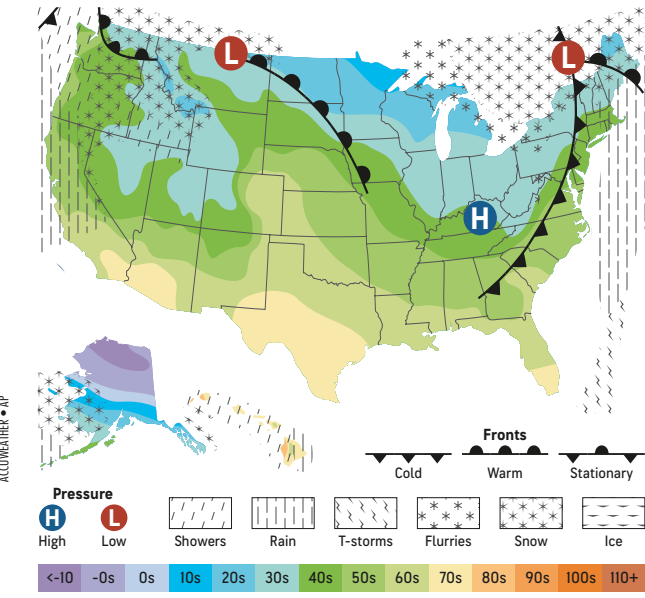 L
L
H
ACCUWEATHER • AP
Fronts
Cold
Warm
Stationary
Pressure
H
L
High
Low
Showers
Rain
T-storms
Flurries
Snow
Ice
<-10 -0s 0s 10s 20s 30s 40s 50s 60s 70s 80s 90s 100s 110+